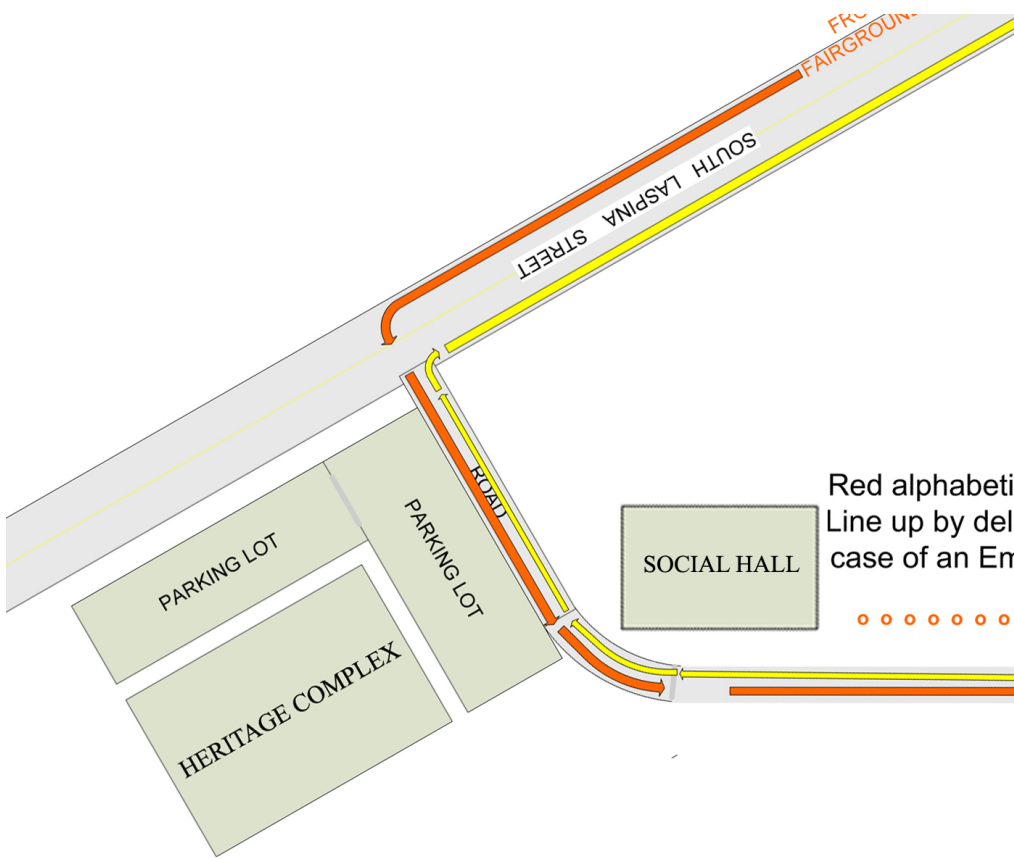 FRO
FAIRGROUND
SOUTH LASPINA STREET
ROAD
PARKING LOT
PARKING LOT
HERITAGE COMPLEX
SOCIAL HALL
Red alphabeti
Line up by del
case of an Em
o o o o o o o